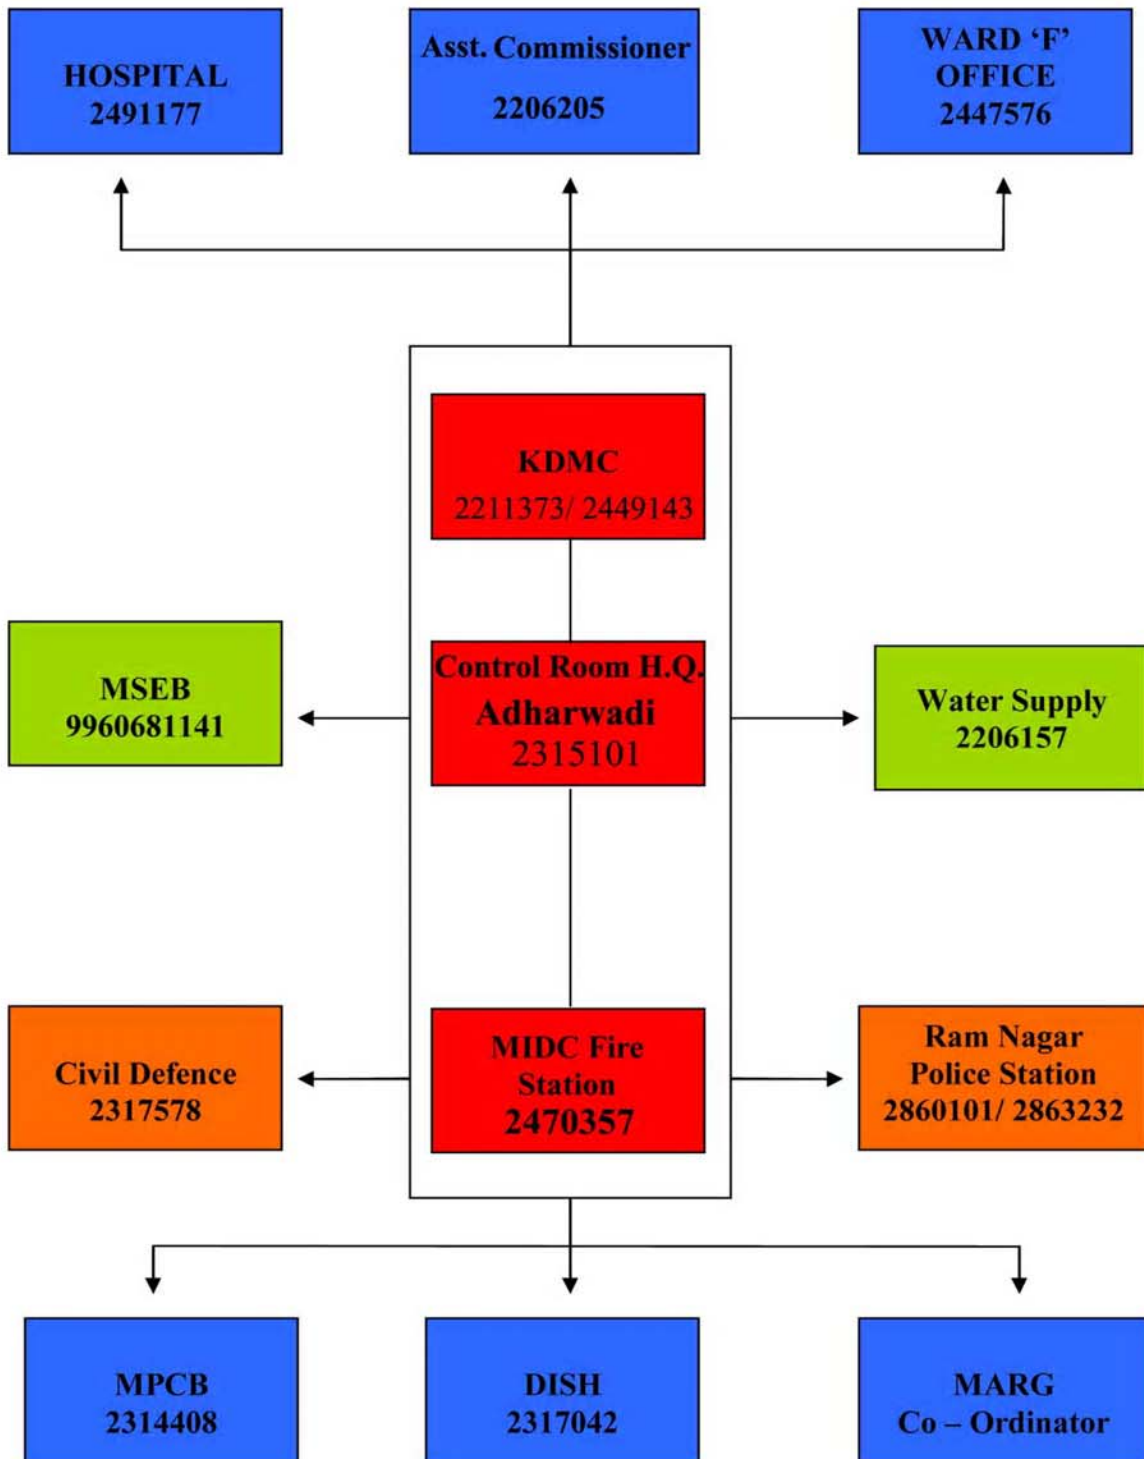 HOSPITAL
2491177
Asst. Commissioner
2206205
WARD ‘F’
OFFICE
2447576
KDMC
2211373/ 2449143
MSEB
9960681141
Control Room H.Q.
Adharwadi
2315101
Water Supply
2206157
Civil Defence
2317578
MIDC Fire
Station
2470357
Ram Nagar
Police Station
2860101/ 2863232
MPCB
2314408
DISH
2317042
MARG
Co – Ordinator